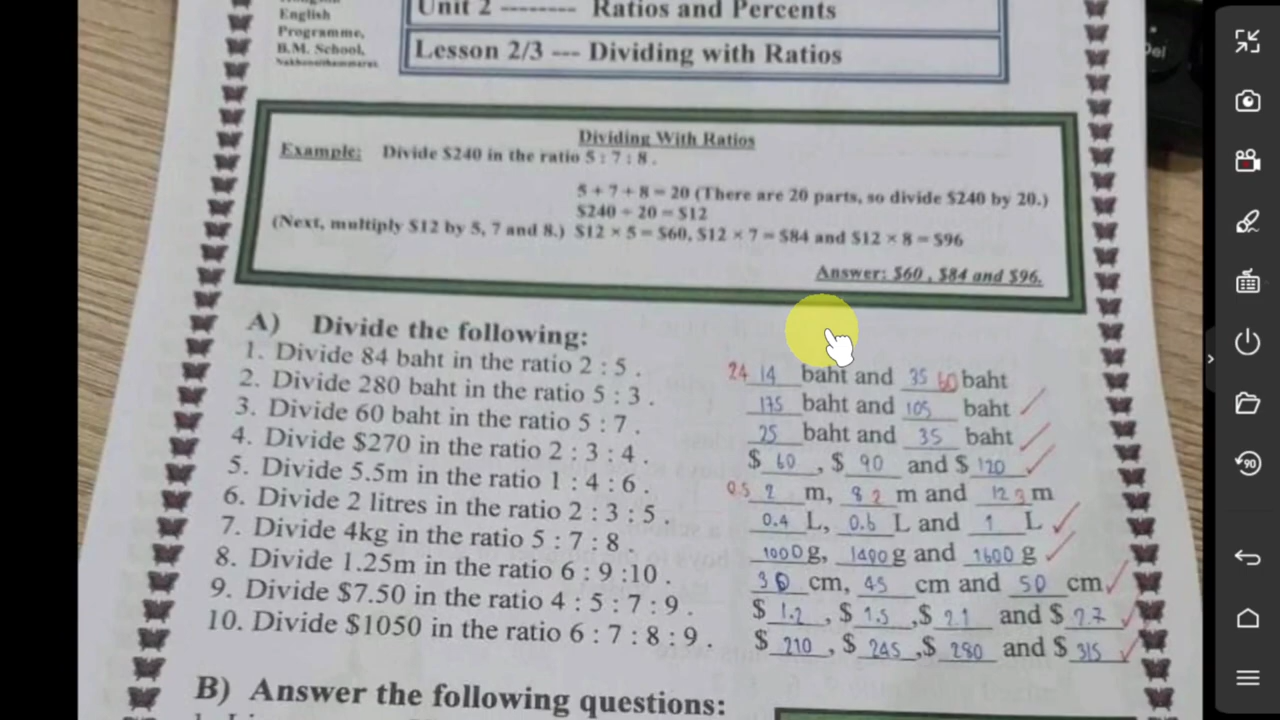 English
Programme,
B.M. School,
Unit 2 -------- Ratios and Percents
Lesson 2/3 --- Dividing with Ratios
Dividing With Ratios
Example: Divide $240 in the ratio 5 : 7 : 8 .
5 + 7 + 8 = 20 (There are 20 parts, so divide $240 by 20.)
$240 ÷ 20 = $12
(Next, multiply $12 by 5, 7 and 8.) $12 × 5 = $60, $12 × 7 = $84 and $12 × 8 = $96
Answer: $60 , $84 and $96.
A) Divide the following:
1. Divide 84 baht in the ratio 2 : 5 . 24 14 baht and 35 60 baht
2. Divide 280 baht in the ratio 5 : 3 . 175 baht and 105 baht
3. Divide 60 baht in the ratio 5 : 7 . 25 baht and 35 baht
4. Divide $270 in the ratio 2 : 3 : 4 . $ 60 , $ 90 and $ 120
5. Divide 5.5m in the ratio 1 : 4 : 6 . 0.5 2 m, 8 2 m and 12 3 m
6. Divide 2 litres in the ratio 2 : 3 : 5 . 0.4 L, 0.6 L and 1 L
7. Divide 4kg in the ratio 5 : 7 : 8 1000 g, 1400 g and 1600 g
8. Divide 1.25m in the ratio 6 : 9 :10 . 30 cm, 45 cm and 50 cm
9. Divide $7.50 in the ratio 4 : 5 : 7 : 9 . $ 1.2 , $ 1.5 ,$ 2.1 and $ 2.7
10. Divide $1050 in the ratio 6 : 7 : 8 : 9 . $ 210 , $ 245 ,$ 280 and $ 315
B) Answer the following questions:
Del
90